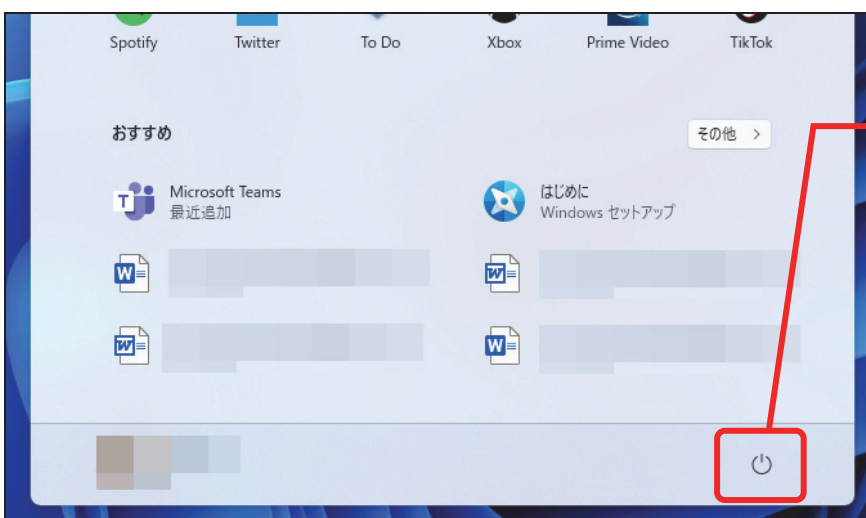 Spotify
Twitter
To Do
Xbox
Prime Video
TikTok
おすすめ
その他 >
Microsoft Teams
最近追加
はじめに
Windows セットアップ